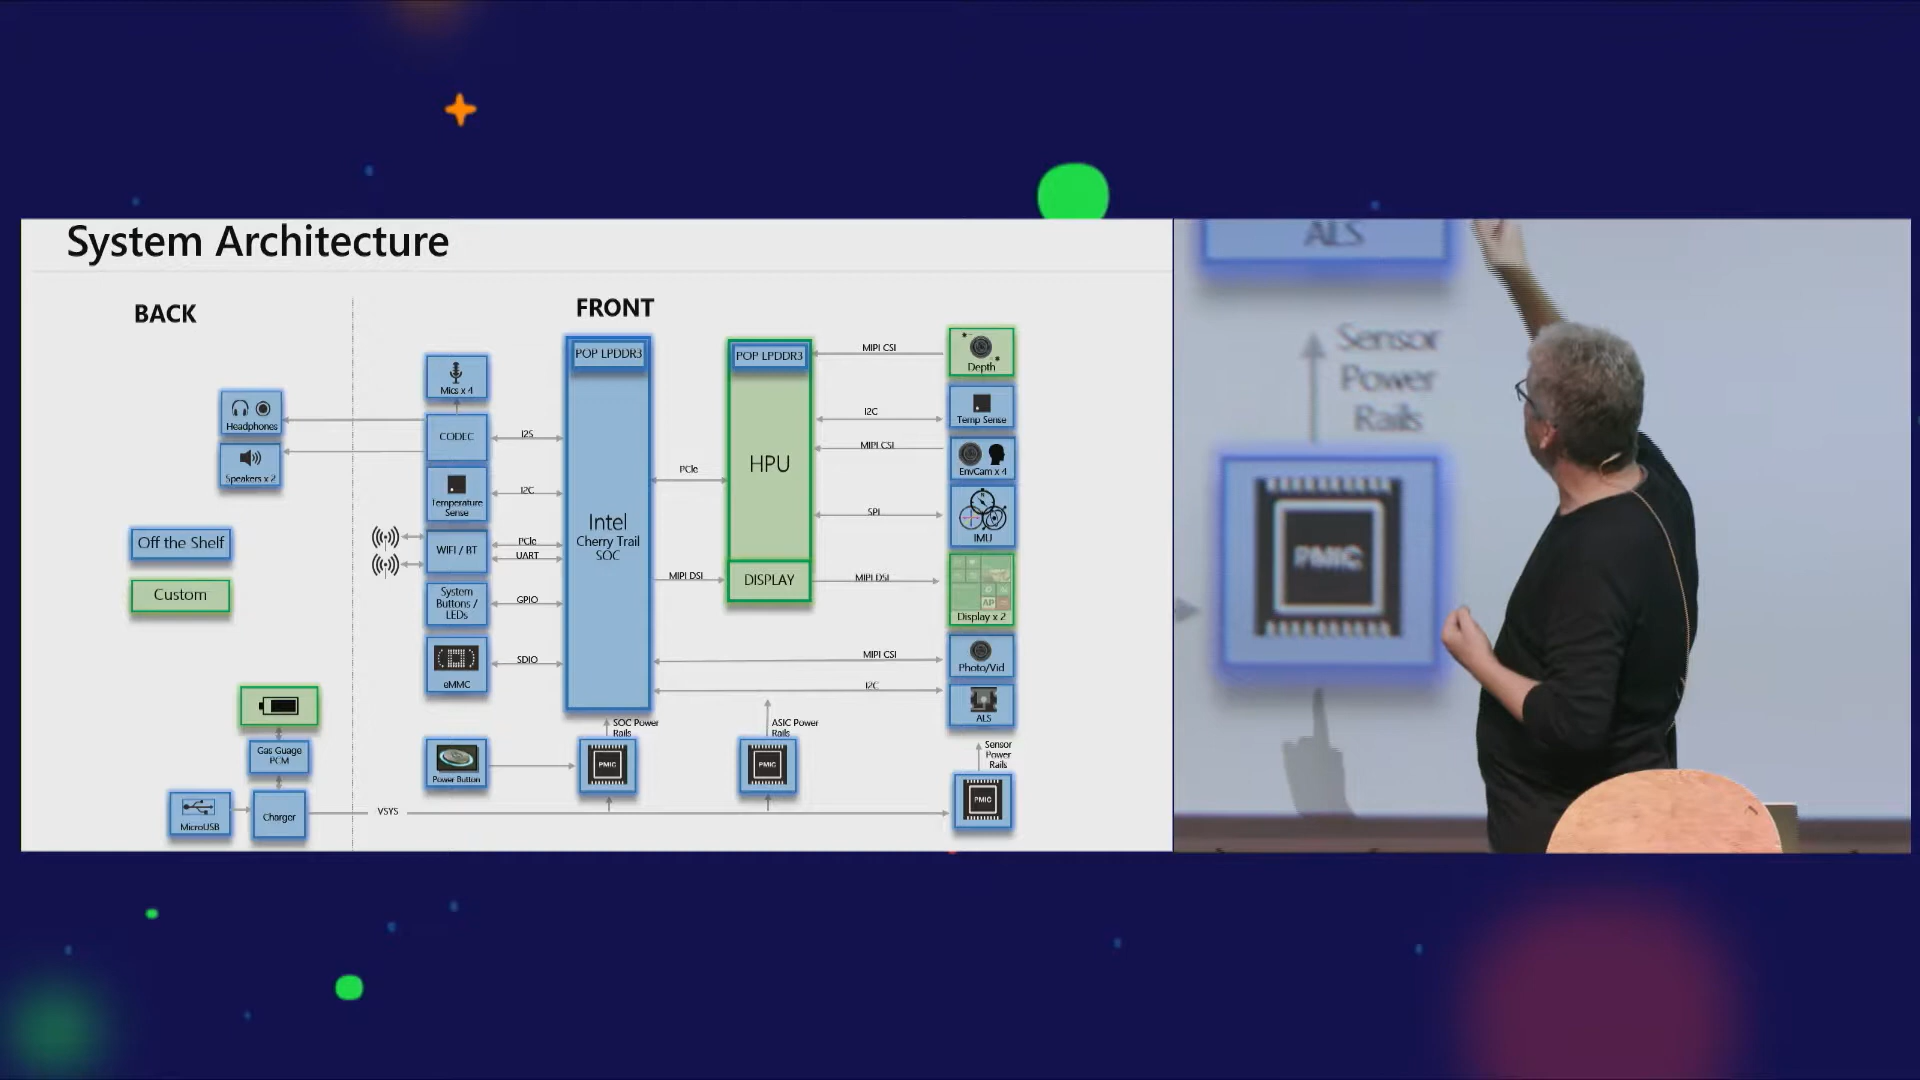 System Architecture
BACK
FRONT
Headphones
Speakers x 2
Off the Shelf
Custom
Gas Guage
PCM
MicroUSB
Charger
VSYS
Mics x 4
CODEC
Temperature
Sense
WIFI / BT
System
Buttons /
LEDs
eMMC
Power Button
I2S
I2C
PCIe
UART
GPIO
SDIO
POP LPDDR3
Intel
Cherry Trail
SOC
SOC Power
Rails
PMIC
PCIe
MIPI DSI
POP LPDDR3
HPU
DISPLAY
ASIC Power
Rails
PMIC
MIPI CSI
I2C
MIPI CSI
SPI
MIPI DSI
MIPI CSI
I2C
Depth
Temp Sense
EnvCam x 4
IMU
AP
Display x 2
Photo/Vid
ALS
Sensor
Power
Rails
PMIC
ALS
Sensor
Power
Rails
PMIC